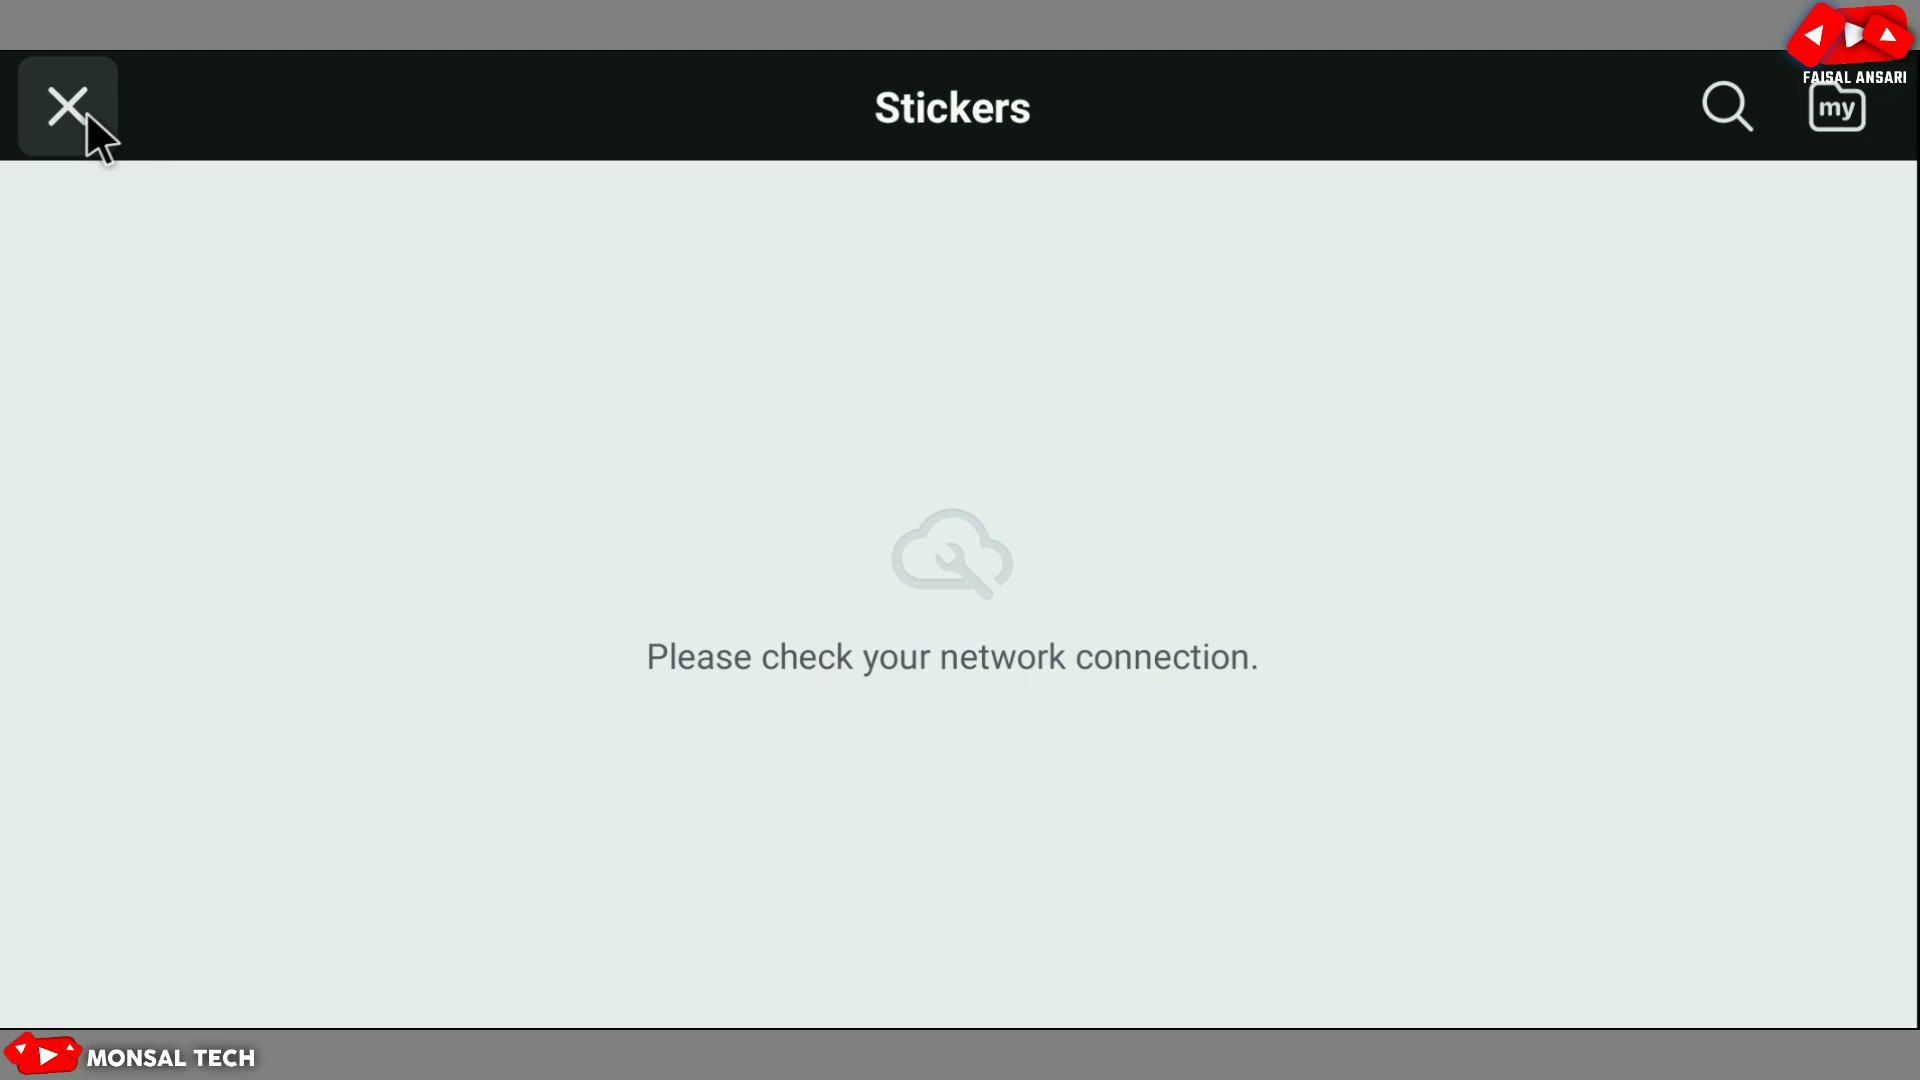 FAISAL ANSARI
Stickers
my
Please check your network connection.
MONSAL TECH